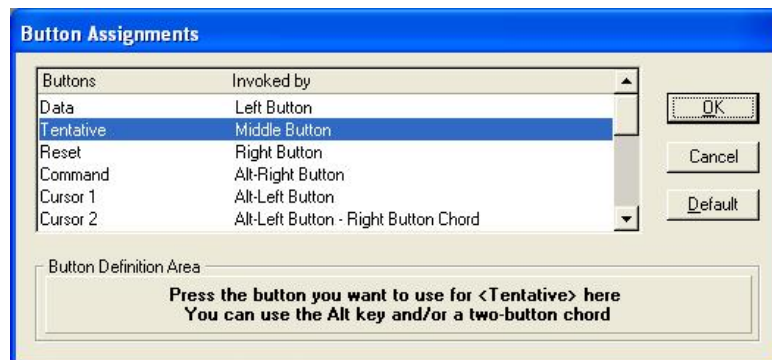 Button Assignments
Buttons Invoked by
Data Left Button
Tentative Middle Button
Reset Right Button
Command Alt-Right Button
Cursor 1 Alt-Left Button
Cursor 2 Alt-Left Button - Right Button Chord
OK
Cancel
Default
Button Definition Area
Press the button you want to use for <Tentative> here
You can use the Alt key and/or a two-button chord